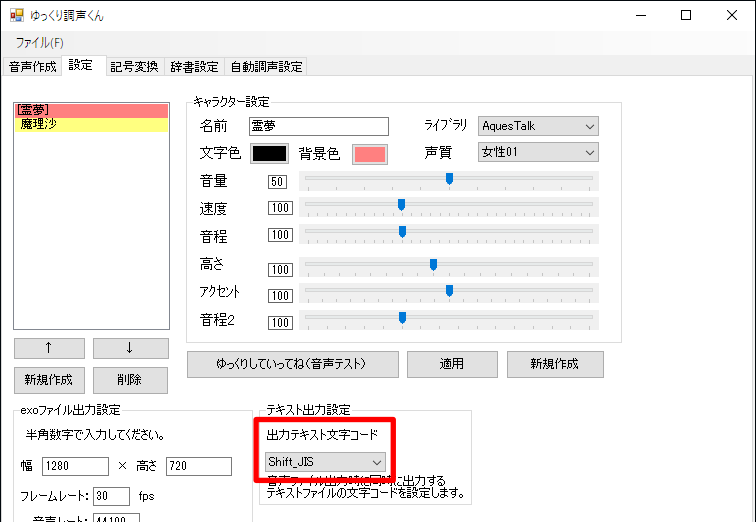 ゆっくり調声くん
ファイル(F)
音声作成 設定 記号変換 辞書設定 自動調声設定
[霊夢]
魔理沙
キャラクター設定
名前 霊夢 ライブラリ AquesTalk
文字色 背景色 声質 女性01
音量 50
速度 100
音程 100
高さ 100
アクセント 100
音程2 100
↑ ↓
新規作成 削除
ゆっくりしていってね(音声テスト) 適用 新規作成
exoファイル出力設定
半角数字で入力してください。
幅 1280 × 高さ 720
フレームレート: 30 fps
音声レート: 44100
テキスト出力設定
出力テキスト文字コード
Shift_JIS
音声ファイル出力時に同時に出力する
テキストファイルの文字コードを設定します。